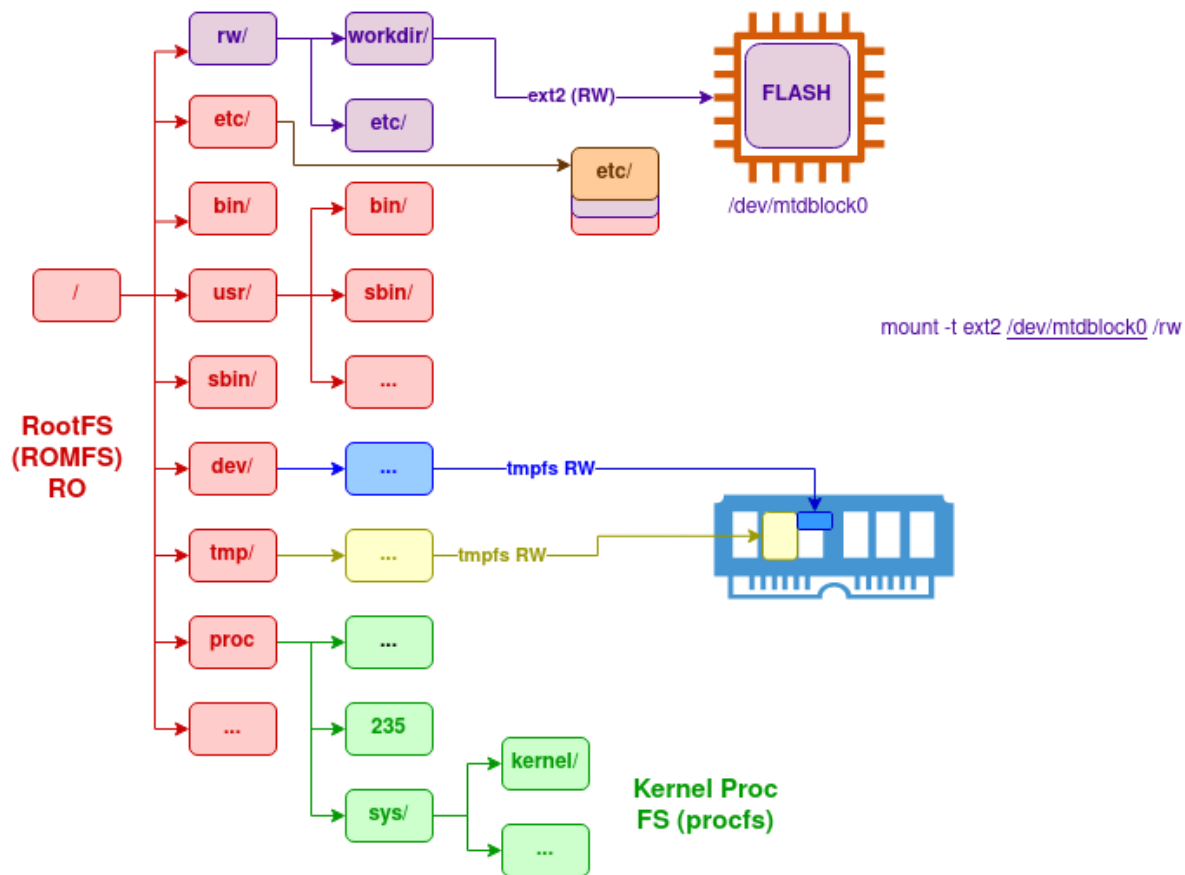 rw/
workdir/
ext2 (RW)
FLASH
etc/
etc/
etc/
/dev/mtdblock0
bin/
bin/
/
usr/
sbin/
mount -t ext2 /dev/mtdblock0 /rw
sbin/
...
RootFS
(ROMFS)
RO
dev/
...
tmpfs RW
tmp/
...
tmpfs RW
proc
...
...
235
kernel/
sys/
Kernel Proc
FS (procfs)
...